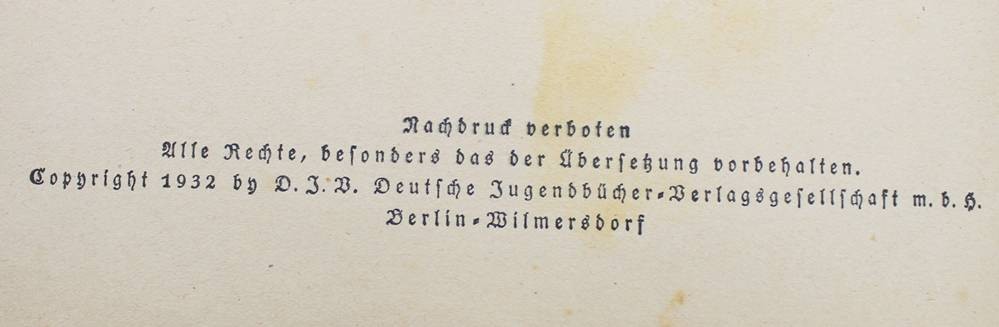 Nachdruck verboten
Alle Rechte, besonders das der Übersetzung vorbehalten.
Copyright 1932 by D. J. V. Deutsche Jugendbücher-Verlagsgesellschaft m. b. H.
Berlin-Wilmersdorf